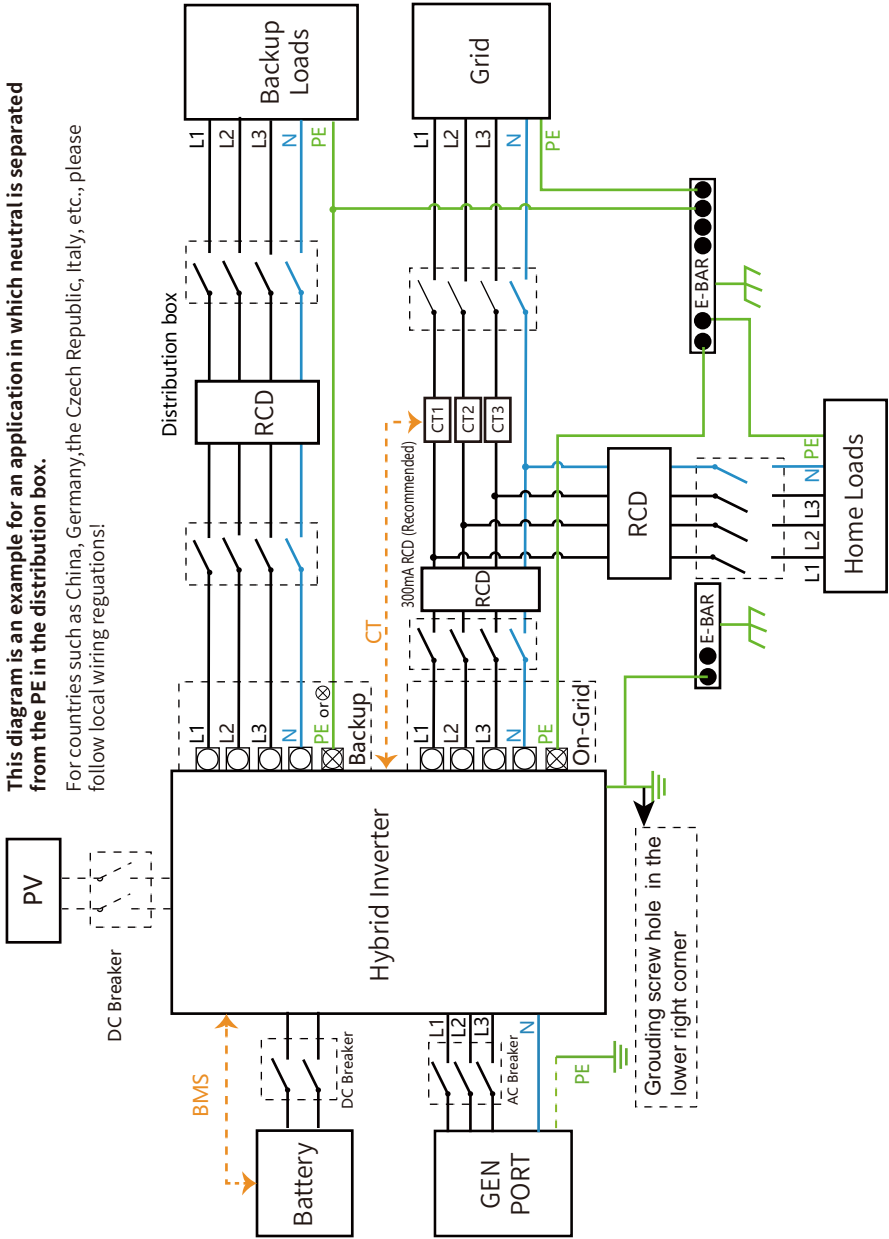 This diagram is an example for an application in which neutral is separated
from the PE in the distribution box.
For countries such as China, Germany,the Czech Republic, Italy, etc., please
follow local wiring reguations!
PV
DC Breaker
BMS
Battery
DC Breaker
Hybrid Inverter
GEN
PORT
L1
L2
L3
N
AC Breaker
PE
Grouding screw hole in the
lower right corner
L1
L2
L3
N
PE or
Backup
Distribution box
RCD
L1
L2
L3
N
PE
Backup
Loads
CT
L1
L2
L3
N
PE
On-Grid
300mA RCD (Recommended)
RCD
CT1
CT2
CT3
L1
L2
L3
N
PE
Grid
RCD
E-BAR
E-BAR
L1
L2
L3
N
PE
Home Loads